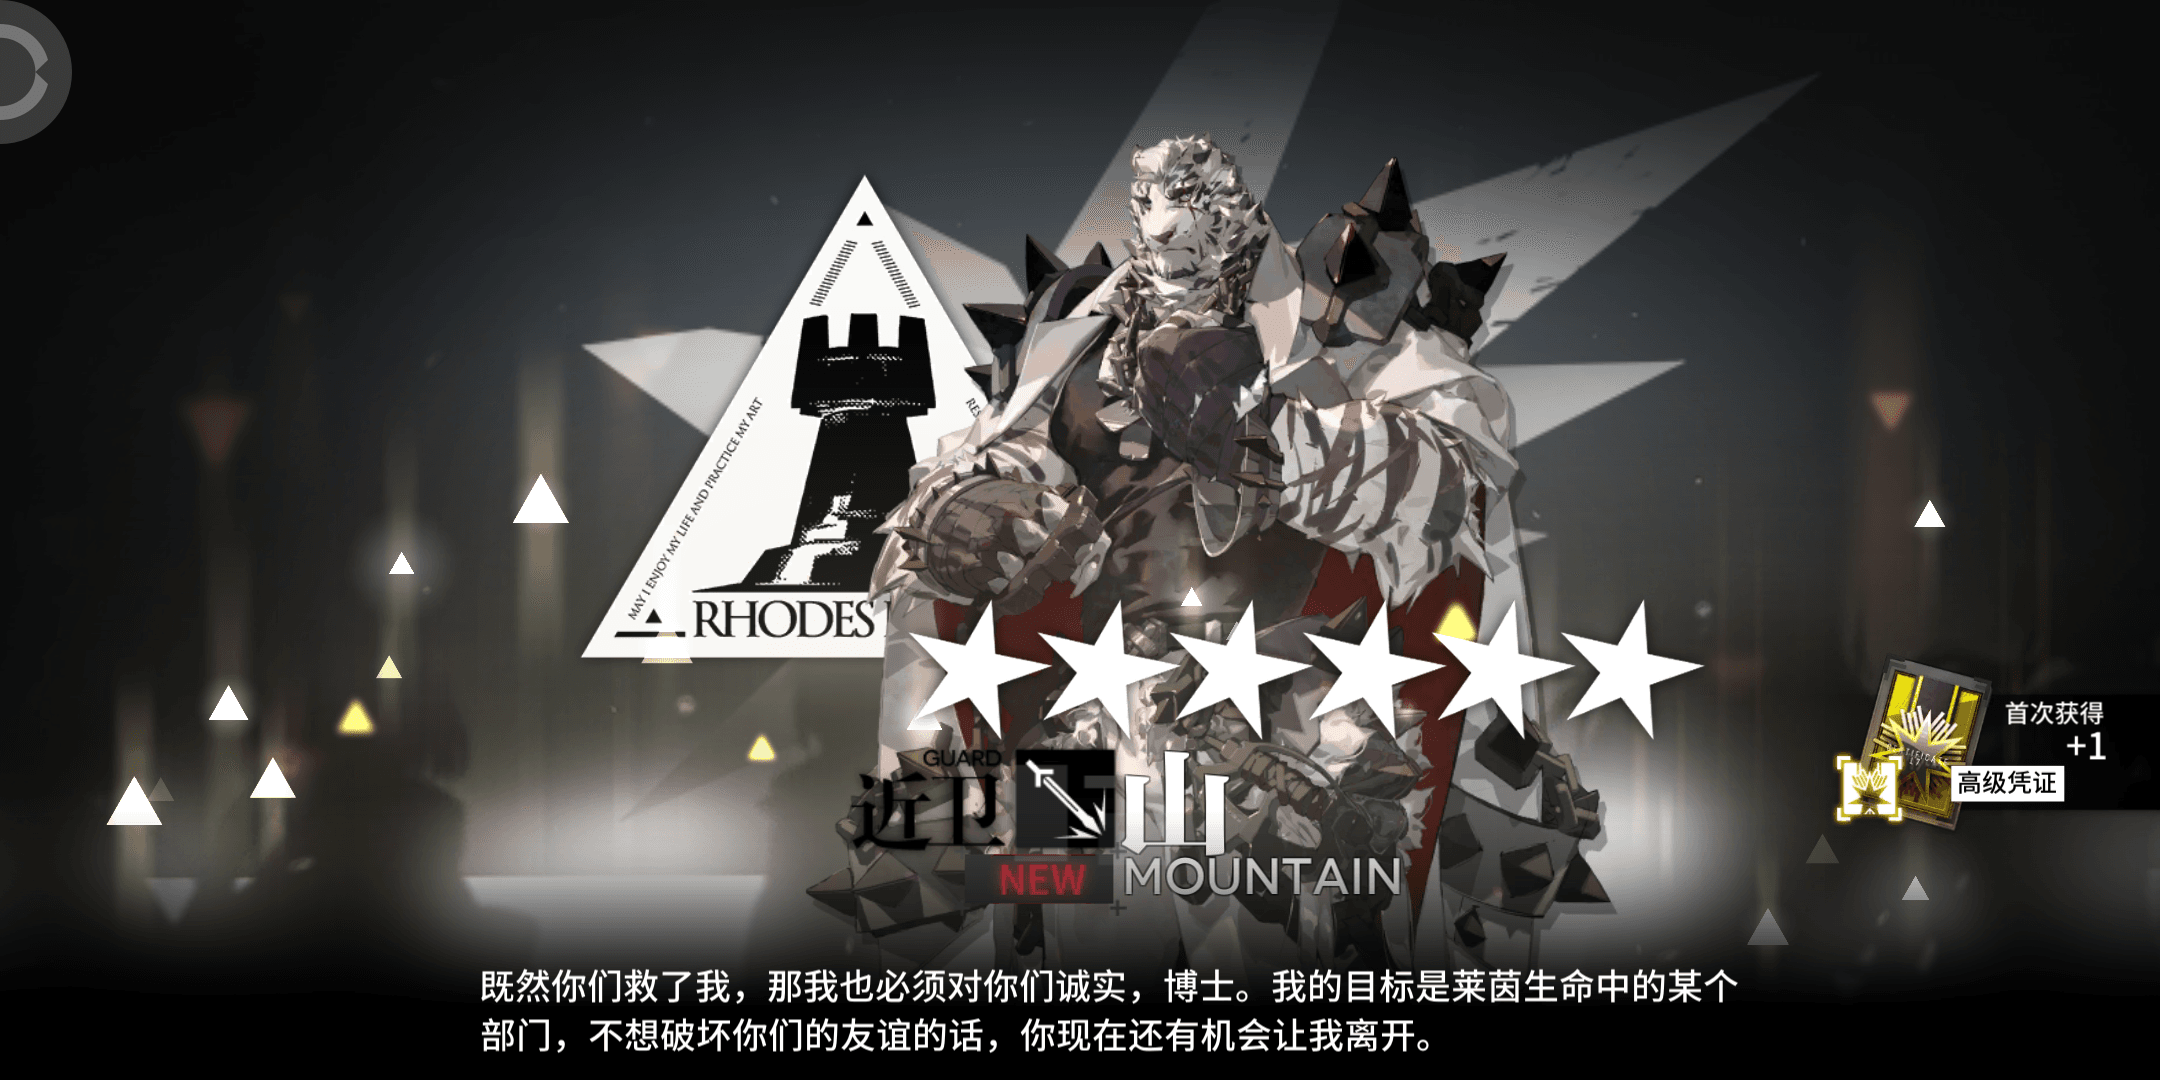 MAY I ENJOY MY LIFE AND PRACTICE MY ART
RES
RHODES
GUARD
近卫
山
NEW
MOUNTAIN
首次获得
+1
高级凭证
既然你们救了我，那我也必须对你们诚实，博士。我的目标是莱茵生命中的某个
部门，不想破坏你们的友谊的话，你现在还有机会让我离开。